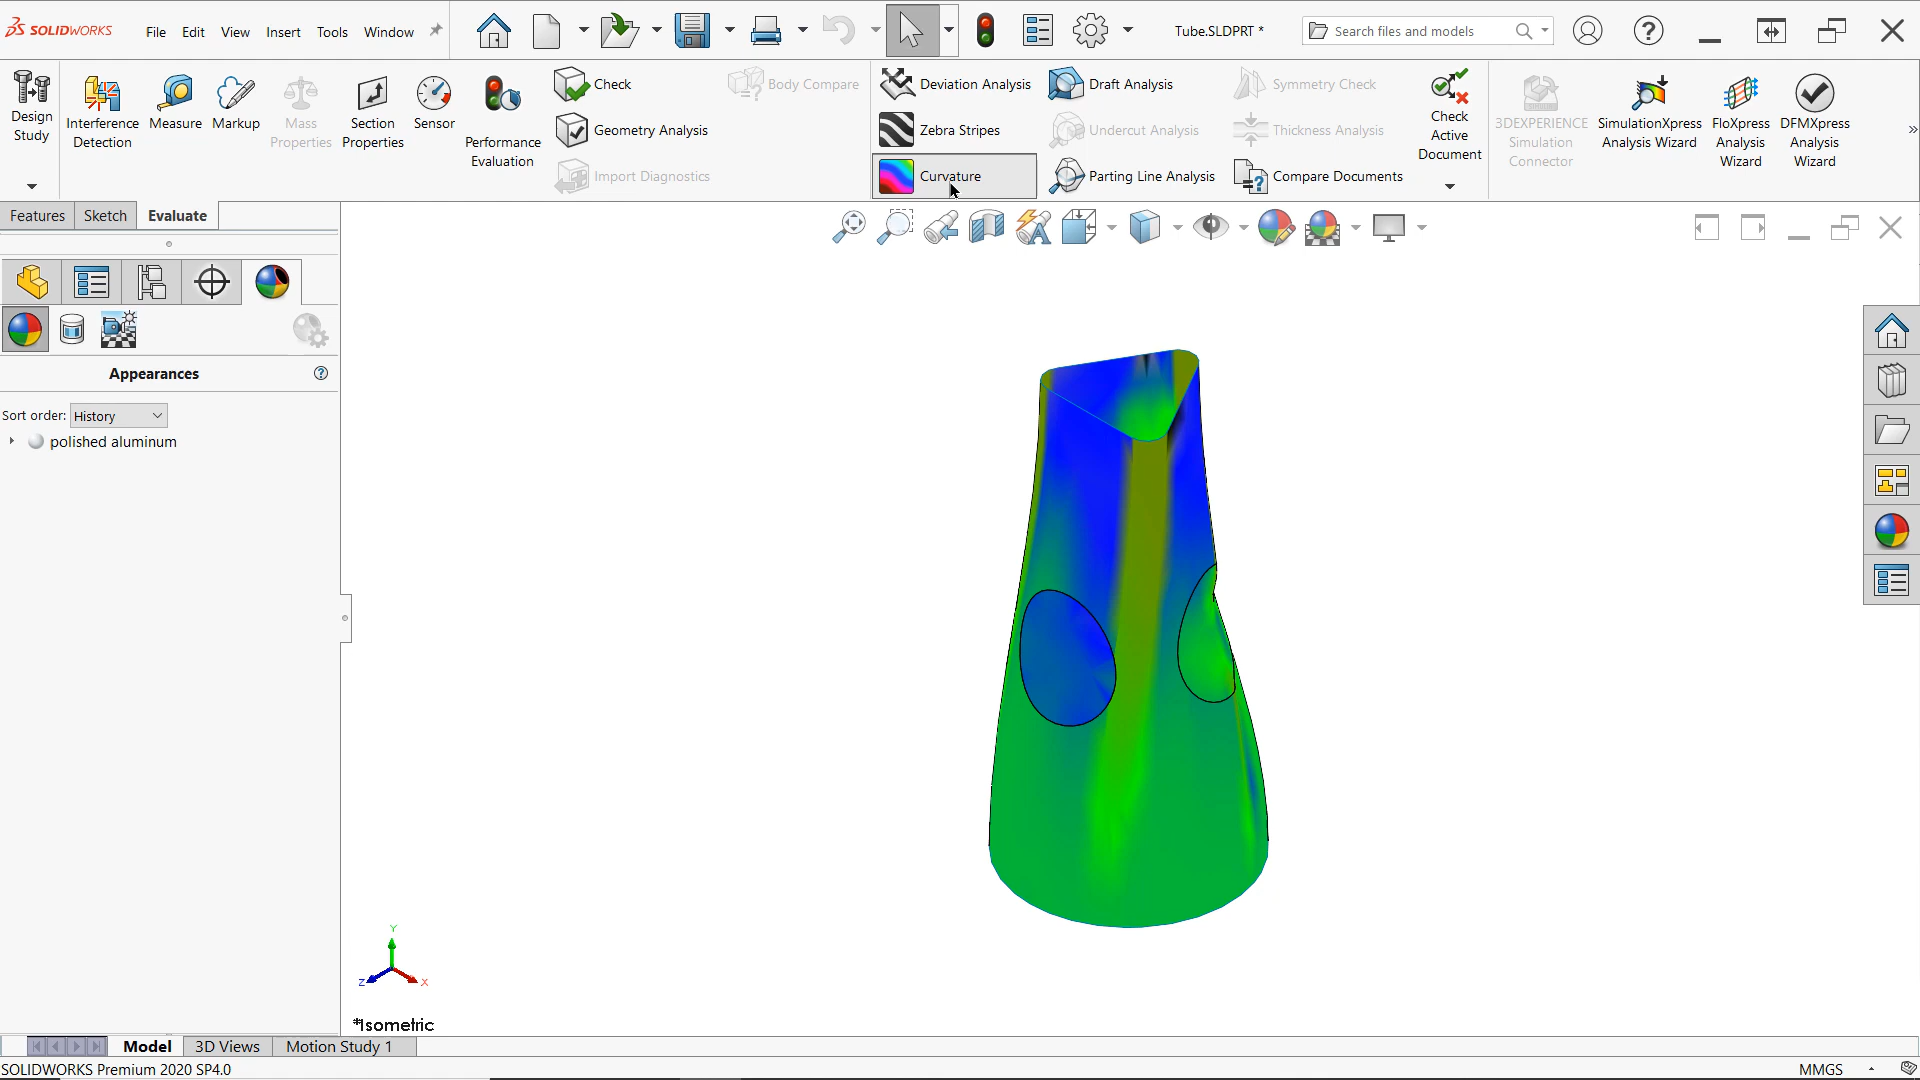 SOLIDWORKS
File Edit View Insert Tools Window
Tube.SLDPRT *
Search files and models
Design Study
Interference Detection
Measure
Markup
Mass Properties
Section Properties
Sensor
Performance Evaluation
Check
Geometry Analysis
Import Diagnostics
Body Compare
Deviation Analysis
Zebra Stripes
Curvature
Draft Analysis
Undercut Analysis
Parting Line Analysis
Symmetry Check
Thickness Analysis
Compare Documents
Check Active Document
3DEXPERIENCE Simulation Connector
SimulationXpress Analysis Wizard
FloXpress Analysis Wizard
DFMXpress Analysis Wizard
Features Sketch Evaluate
Appearances
Sort order: History
polished aluminum
Y
Z X
*Isometric
Model 3D Views Motion Study 1
SOLIDWORKS Premium 2020 SP4.0
MMGS